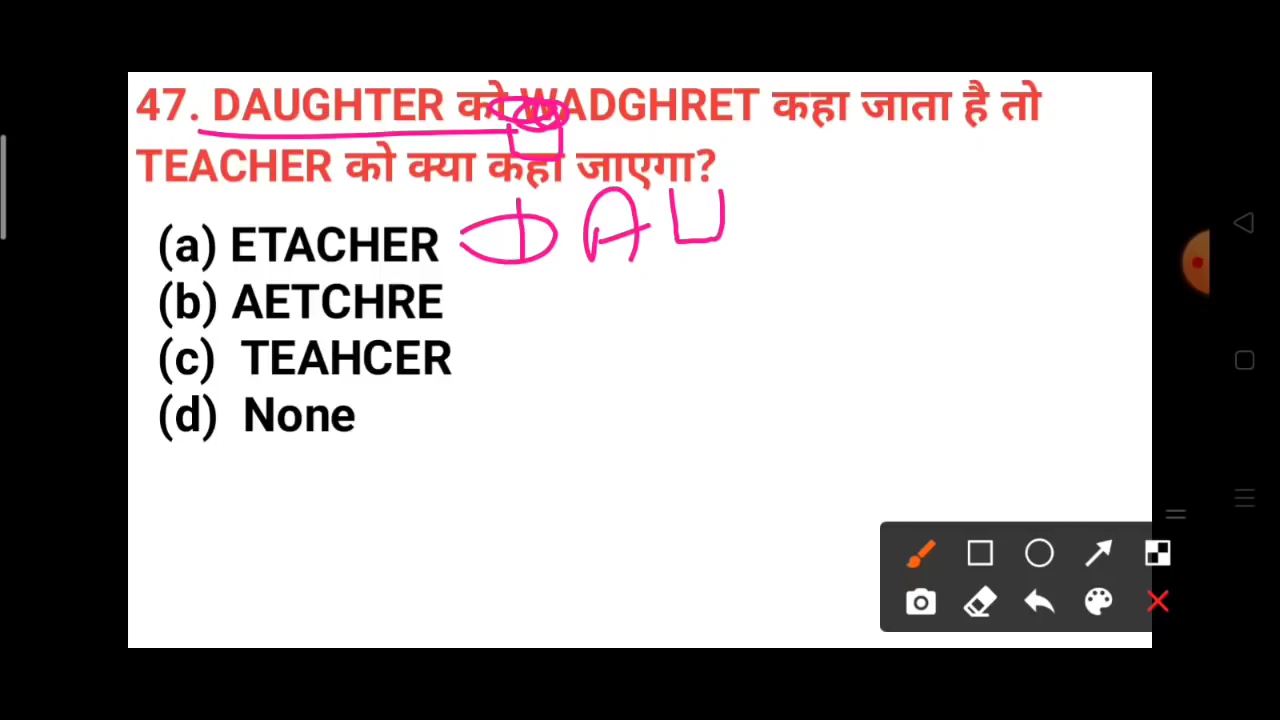 47. DAUGHTER को WADGHRET कहा जाता है तो
TEACHER को क्या कहा जाएगा?
(a) ETACHER
DAU
(b) AETCHRE
(c) TEAHCER
(d) None